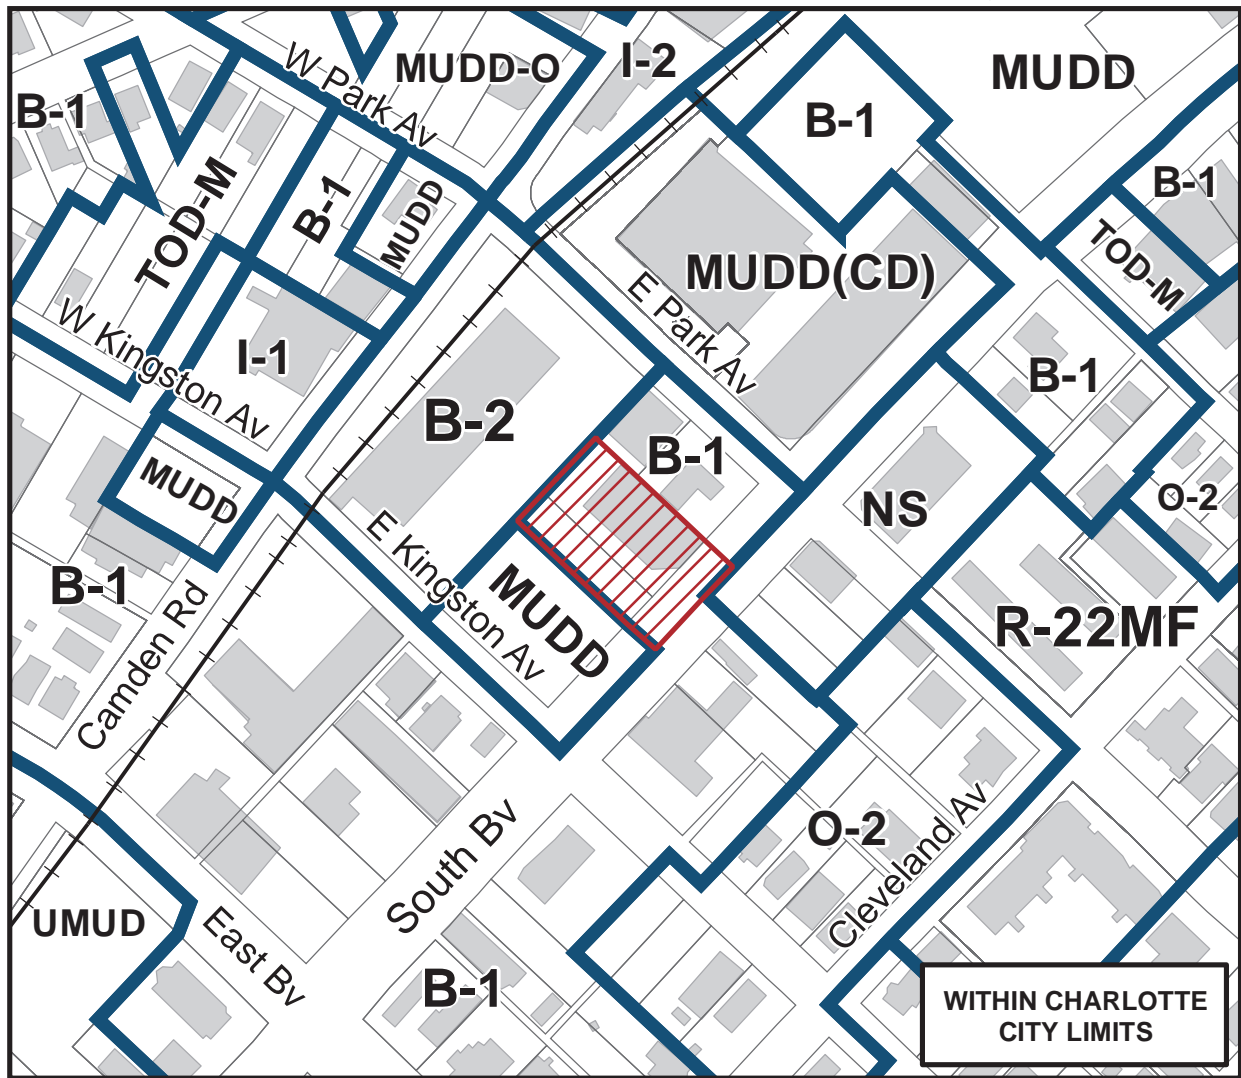 I-2
MUDD
W Park Av
MUDD-O
B-1
B-1
B-1
TOD-M
B-1
MUDD
TOD-M
MUDD(CD)
E Park Av
W Kingston Av
I-1
B-1
B-2
B-1
MUDD
NS
O-2
E Kingston Av
B-1
MUDD
R-22MF
Camden Rd
O-2
South Bv
Cleveland Av
UMUD
East Bv
B-1
WITHIN CHARLOTTE
CITY LIMITS